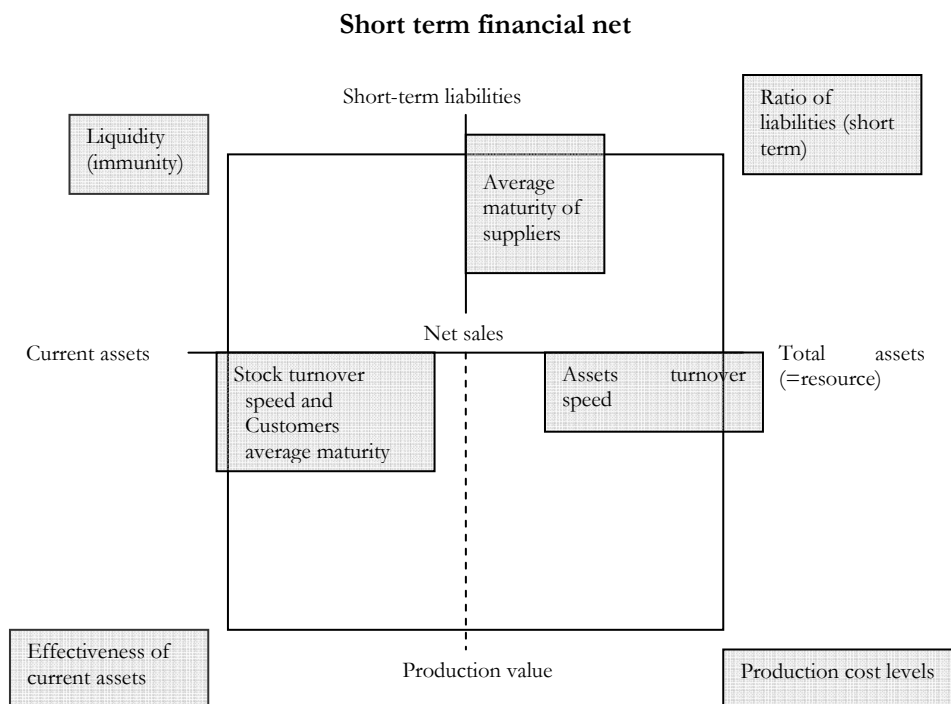 Short term financial net
Short-term liabilities
Ratio of
liabilities (short
term)
Liquidity
(immunity)
Average
maturity of
suppliers
Net sales
Current assets
Total assets
(=resource)
Stock turnover
speed and
Customers
average maturity
Assets turnover
speed
Effectiveness of
current assets
Production value
Production cost levels